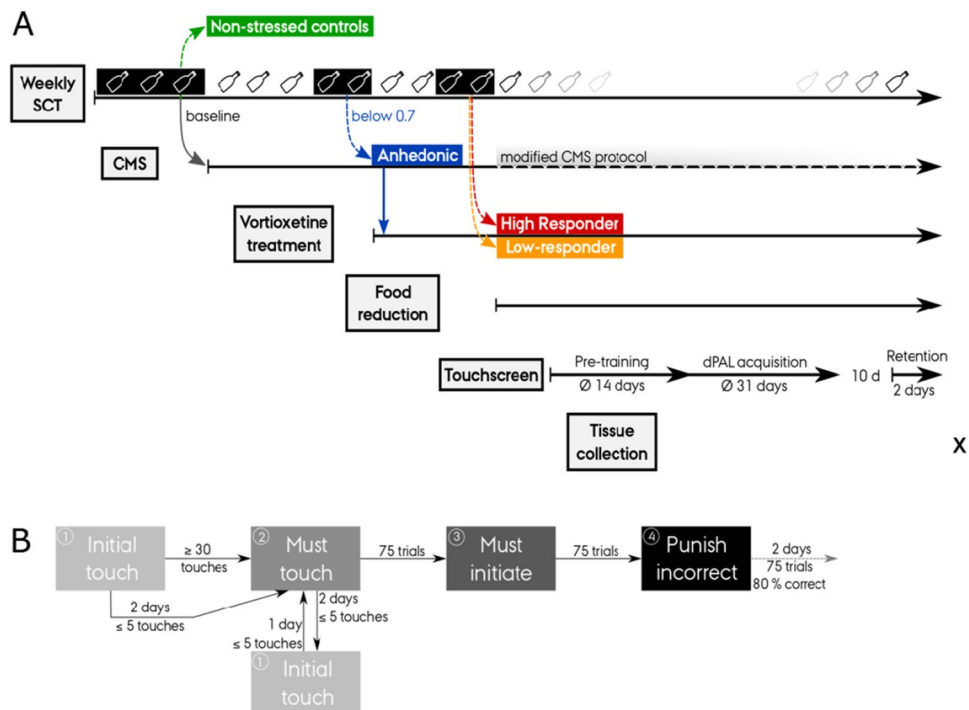 A
Non-stressed controls
Weekly
SCT
baseline
below 0.7
CMS
Anhedonic
modified CMS protocol
Vortioxetine
treatment
High Responder
Low-responder
Food
reduction
Touchscreen
Pre-training
Ø 14 days
dPAL acquisition
Ø 31 days
10 d
Retention
2 days
Tissue
collection
X
B
1
Initial
touch
≥ 30
touches
2
Must
touch
75 trials
3
Must
initiate
75 trials
4
Punish
incorrect
2 days
75 trials
80 % correct
2 days
≤ 5 touches
1 day
≤ 5 touches
2 days
≤ 5 touches
1
Initial
touch